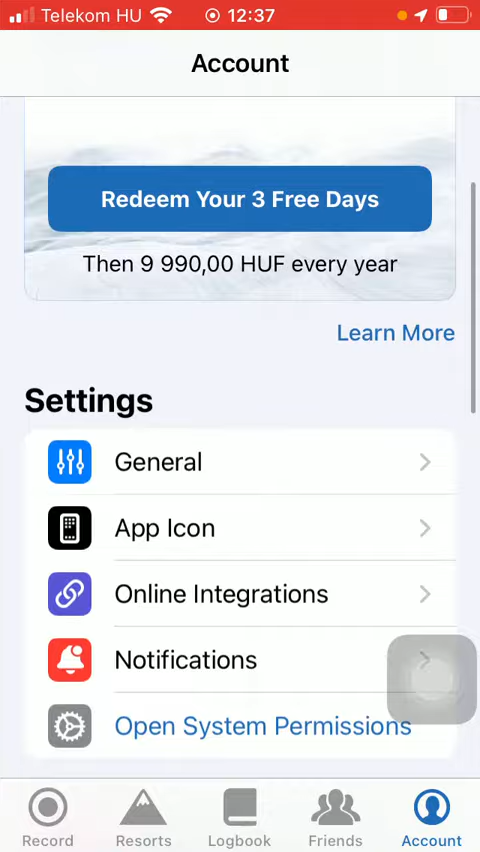 Telekom HU 12:37
Account
Redeem Your 3 Free Days
Then 9 990,00 HUF every year
Learn More
Settings
General
App Icon
Online Integrations
Notifications
Open System Permissions
Record Resorts Logbook Friends Account